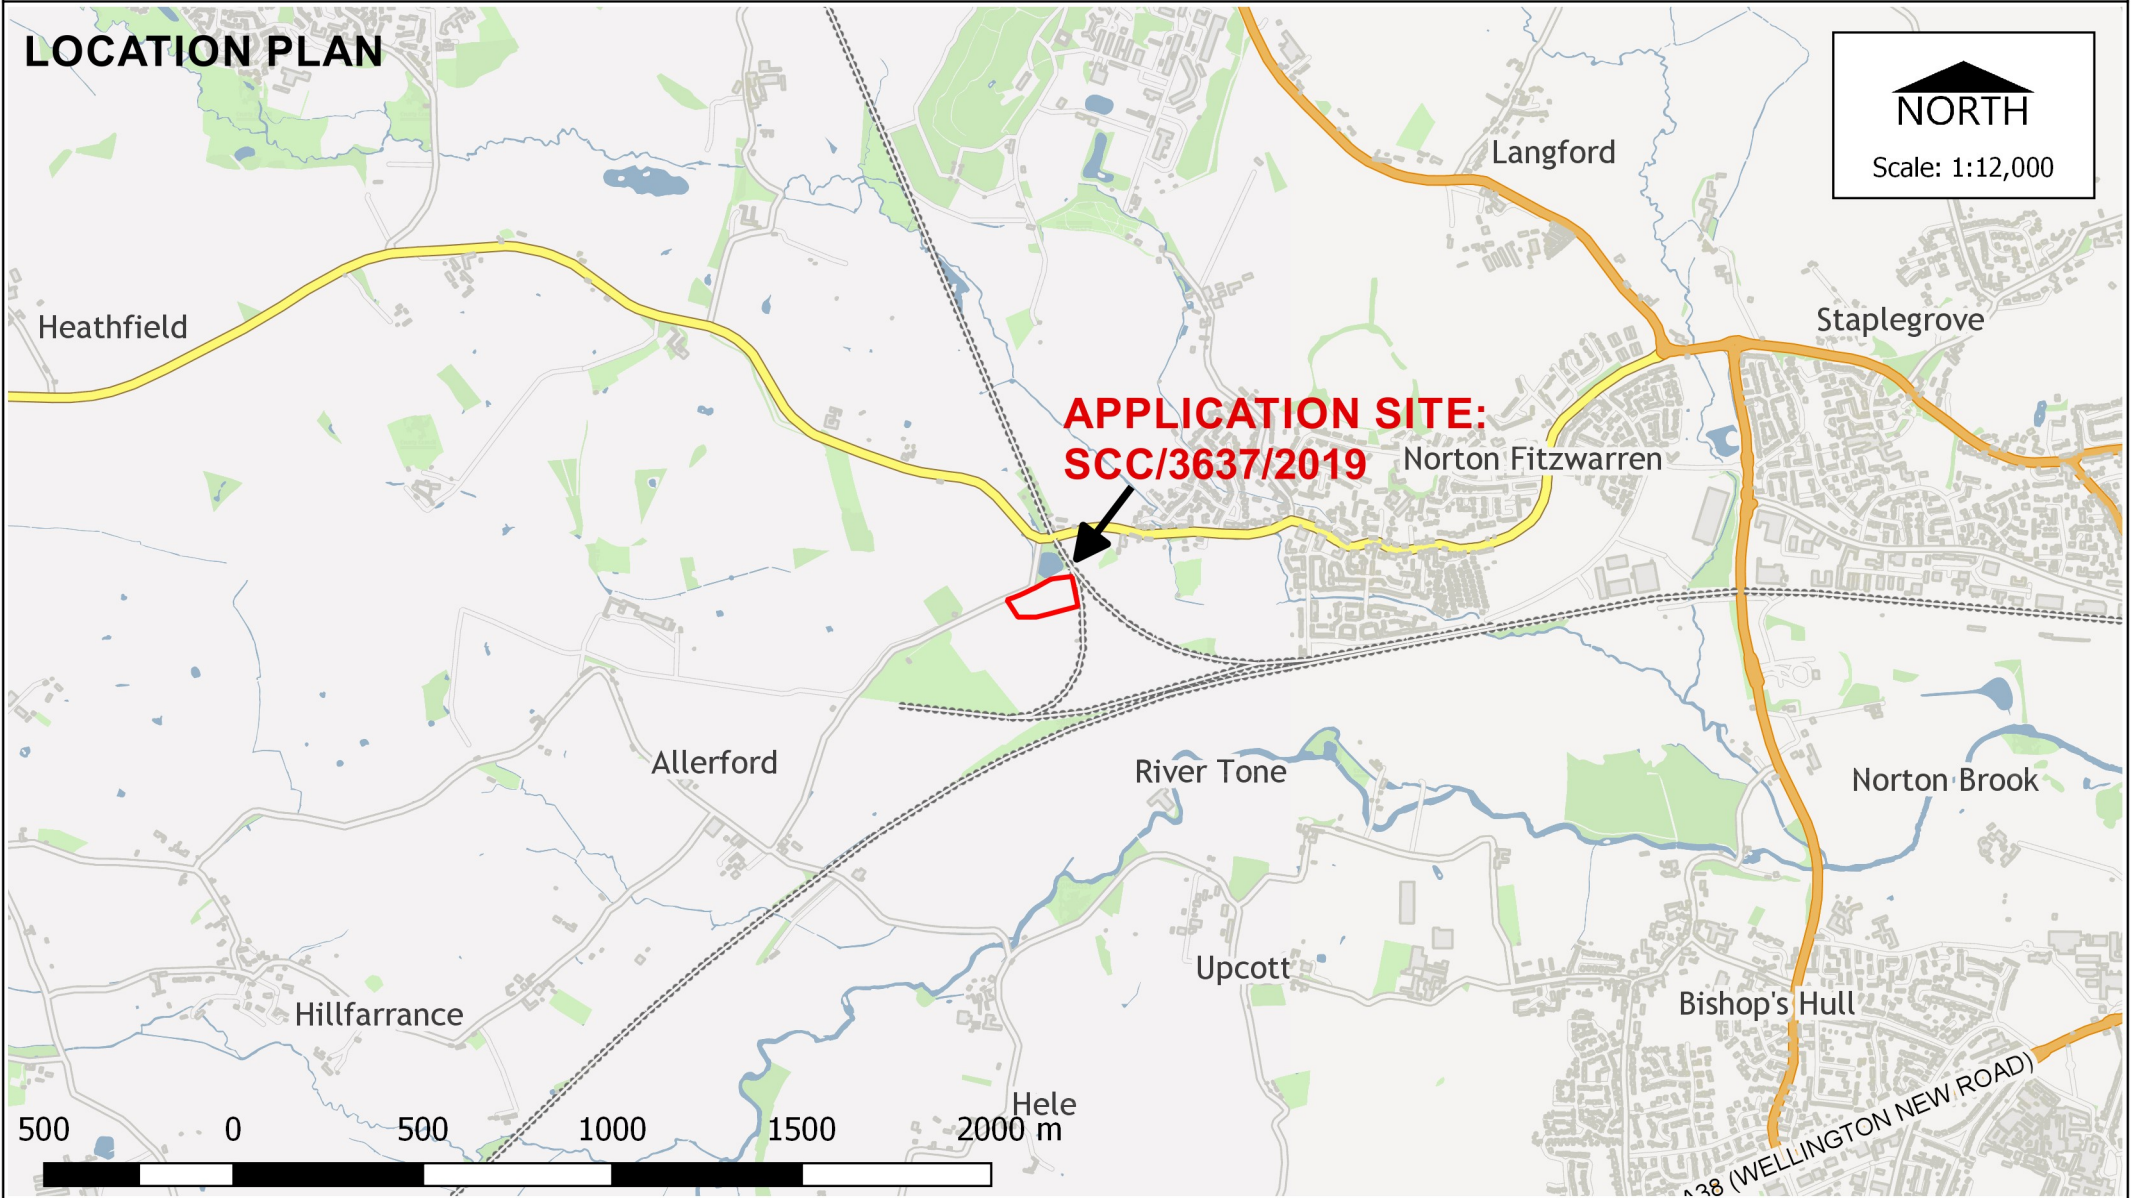 LOCATION PLAN
NORTH
Scale: 1:12,000
Langford
Heathfield
Staplegrove
APPLICATION SITE:
SCC/3637/2019
Norton Fitzwarren
Allerford
River Tone
Norton Brook
Upcott
Bishop's Hull
Hillfarrance
Hele
A38 (WELLINGTON NEW ROAD)
500 0 500 1000 1500 2000 m